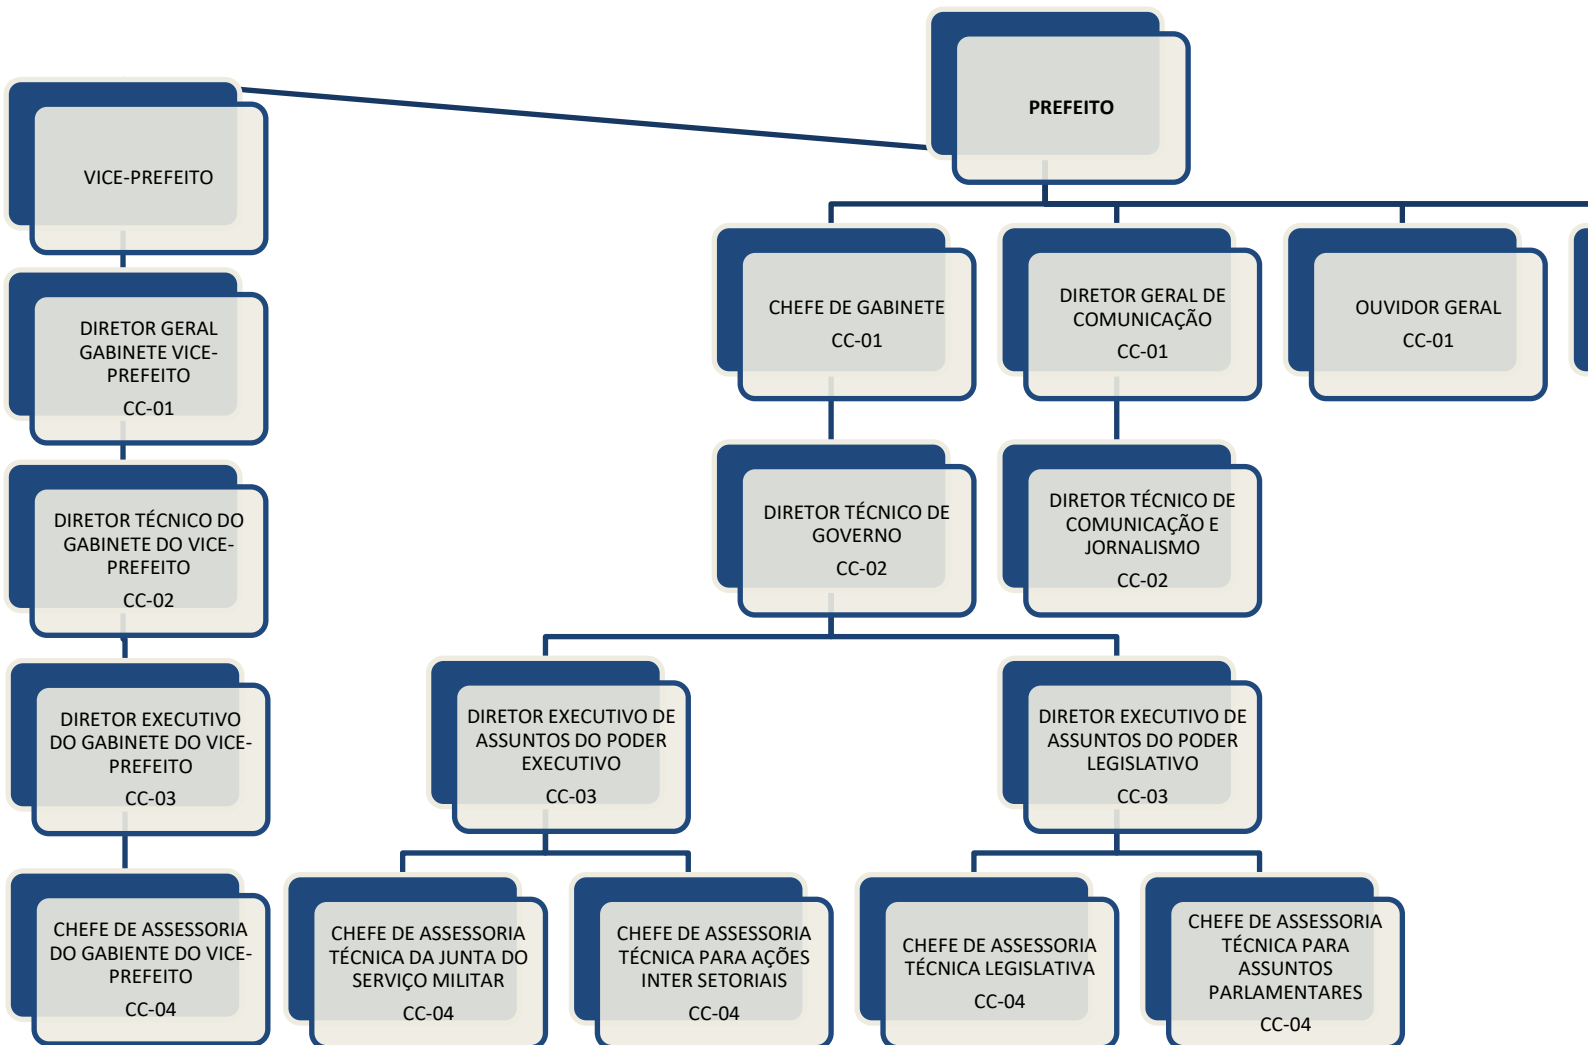 PREFEITO
VICE-PREFEITO
CHEFE DE GABINETE
CC-01
DIRETOR GERAL DE
COMUNICAÇÃO
CC-01
OUVIDOR GERAL
CC-01
DIRETOR GERAL
GABINETE VICE-
PREFEITO
CC-01
DIRETOR TÉCNICO DO
GABINETE DO VICE-
PREFEITO
CC-02
DIRETOR TÉCNICO DE
GOVERNO
CC-02
DIRETOR TÉCNICO DE
COMUNICAÇÃO E
JORNALISMO
CC-02
DIRETOR EXECUTIVO
DO GABINETE DO VICE-
PREFEITO
CC-03
DIRETOR EXECUTIVO DE
ASSUNTOS DO PODER
EXECUTIVO
CC-03
DIRETOR EXECUTIVO DE
ASSUNTOS DO PODER
LEGISLATIVO
CC-03
CHEFE DE ASSESSORIA
DO GABIENTE DO VICE-
PREFEITO
CC-04
CHEFE DE ASSESSORIA
TÉCNICA DA JUNTA DO
SERVIÇO MILITAR
CC-04
CHEFE DE ASSESSORIA
TÉCNICA PARA AÇÕES
INTER SETORIAIS
CC-04
CHEFE DE ASSESSORIA
TÉCNICA LEGISLATIVA
CC-04
CHEFE DE ASSESSORIA
TÉCNICA PARA
ASSUNTOS
PARLAMENTARES
CC-04